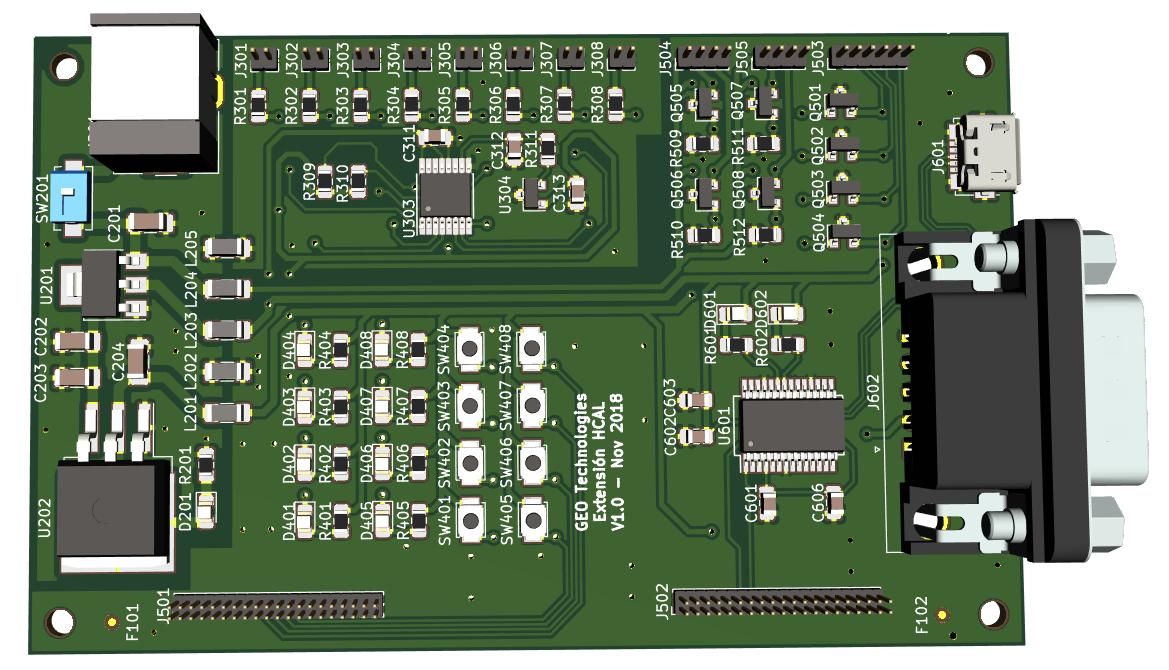 J301
J302
J303
J304
J305
J306
J307
J308
J504
J505
J503
R301
R302
R303
R304
R305
R306
R307
R308
Q505
Q507
Q501
C311
C312
R311
R509
R511
Q502
J601
SW201
R309
R310
U303
U304
C313
Q506
Q508
Q503
C201
L205
R510
R512
Q504
U201
L204
L203
D601
D602
R601
R602
C202
C203
C204
L202
L201
D404
R404
D408
R408
SW404
SW408
D403
R403
D407
R407
SW403
SW407
D402
R402
D406
R406
SW402
SW406
D401
R401
D405
R405
SW401
SW405
GEO Technologies
Extensión HCAL
V1.0 - Nov 2018
C603
C602
U601
J602
C601
C606
R201
D201
U202
J501
F101
J502
F102